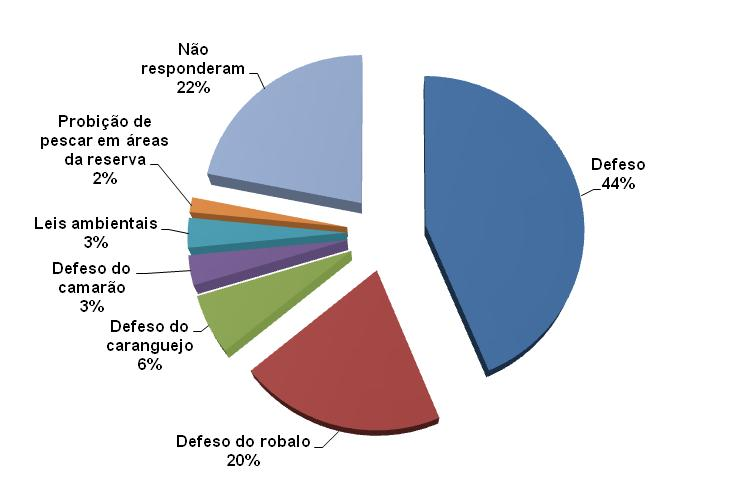 Não
responderam
22%
Probição de
pescar em áreas
da reserva
2%
Leis ambientais
3%
Defeso do
camarão
3%
Defeso do
caranguejo
6%
Defeso do robalo
20%
Defeso
44%